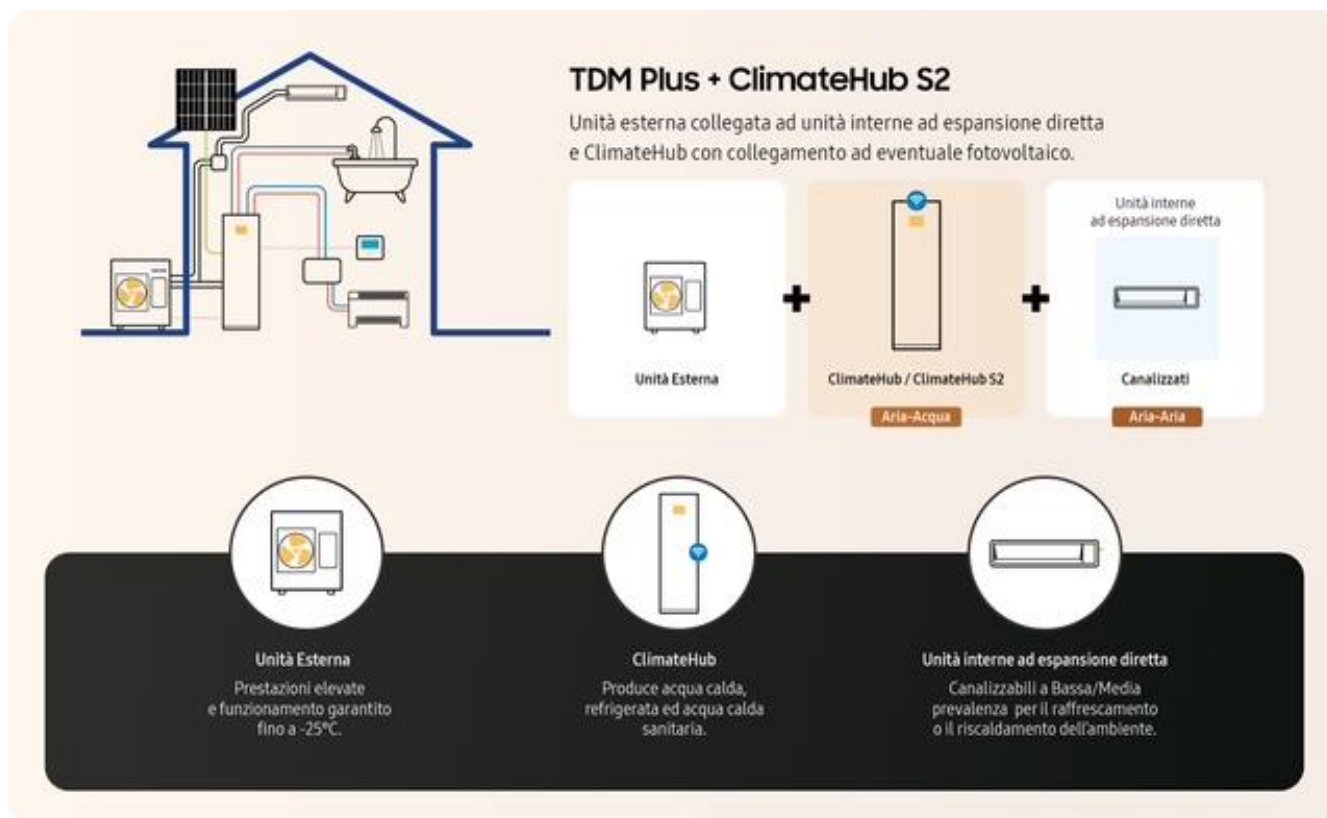 TDM Plus + ClimateHub S2
Unità esterna collegata ad unità interne ad espansione diretta
e ClimateHub con collegamento ad eventuale fotovoltaico.
Unità Esterna
+
ClimateHub / ClimateHub S2
Aria-Acqua
+
Unità interne
ad espansione diretta
Canalizzati
Aria-Aria
Unità Esterna
Prestazioni elevate
e funzionamento garantito
fino a -25°C.
ClimateHub
Produce acqua calda,
refrigerata ed acqua calda
sanitaria.
Unità interne ad espansione diretta
Canalizzabili a Bassa/Media
prevalenza per il raffrescamento
o il riscaldamento dell'ambiente.